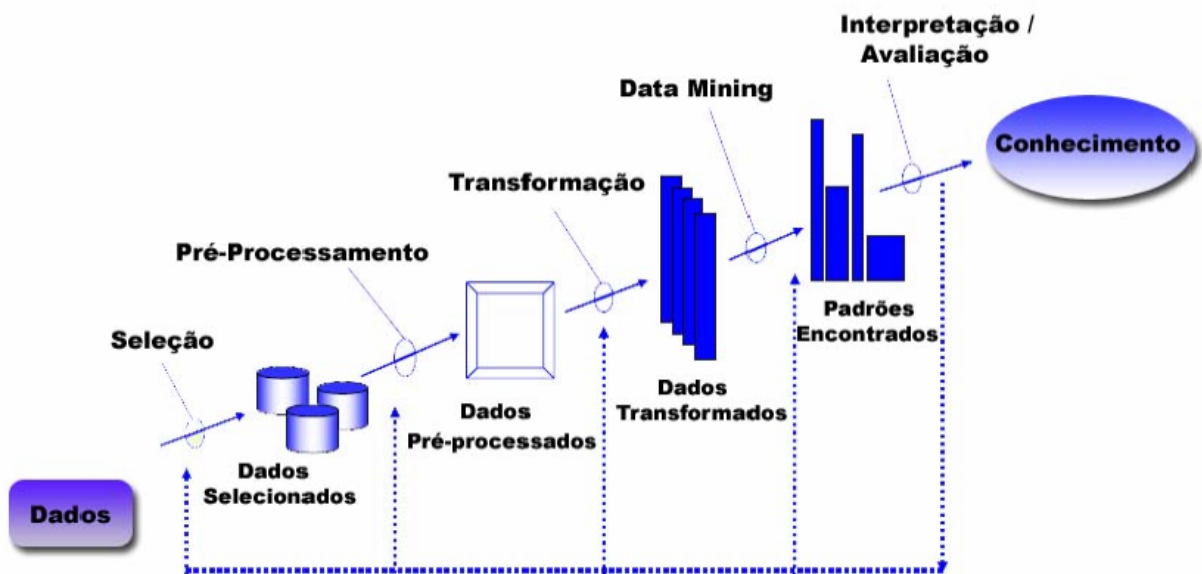 Interpretação /
Avaliação
Data Mining
Conhecimento
Transformação
Pré-Processamento
Padrões
Encontrados
Seleção
Dados
Transformados
Dados
Pré-processados
Dados
Selecionados
Dados